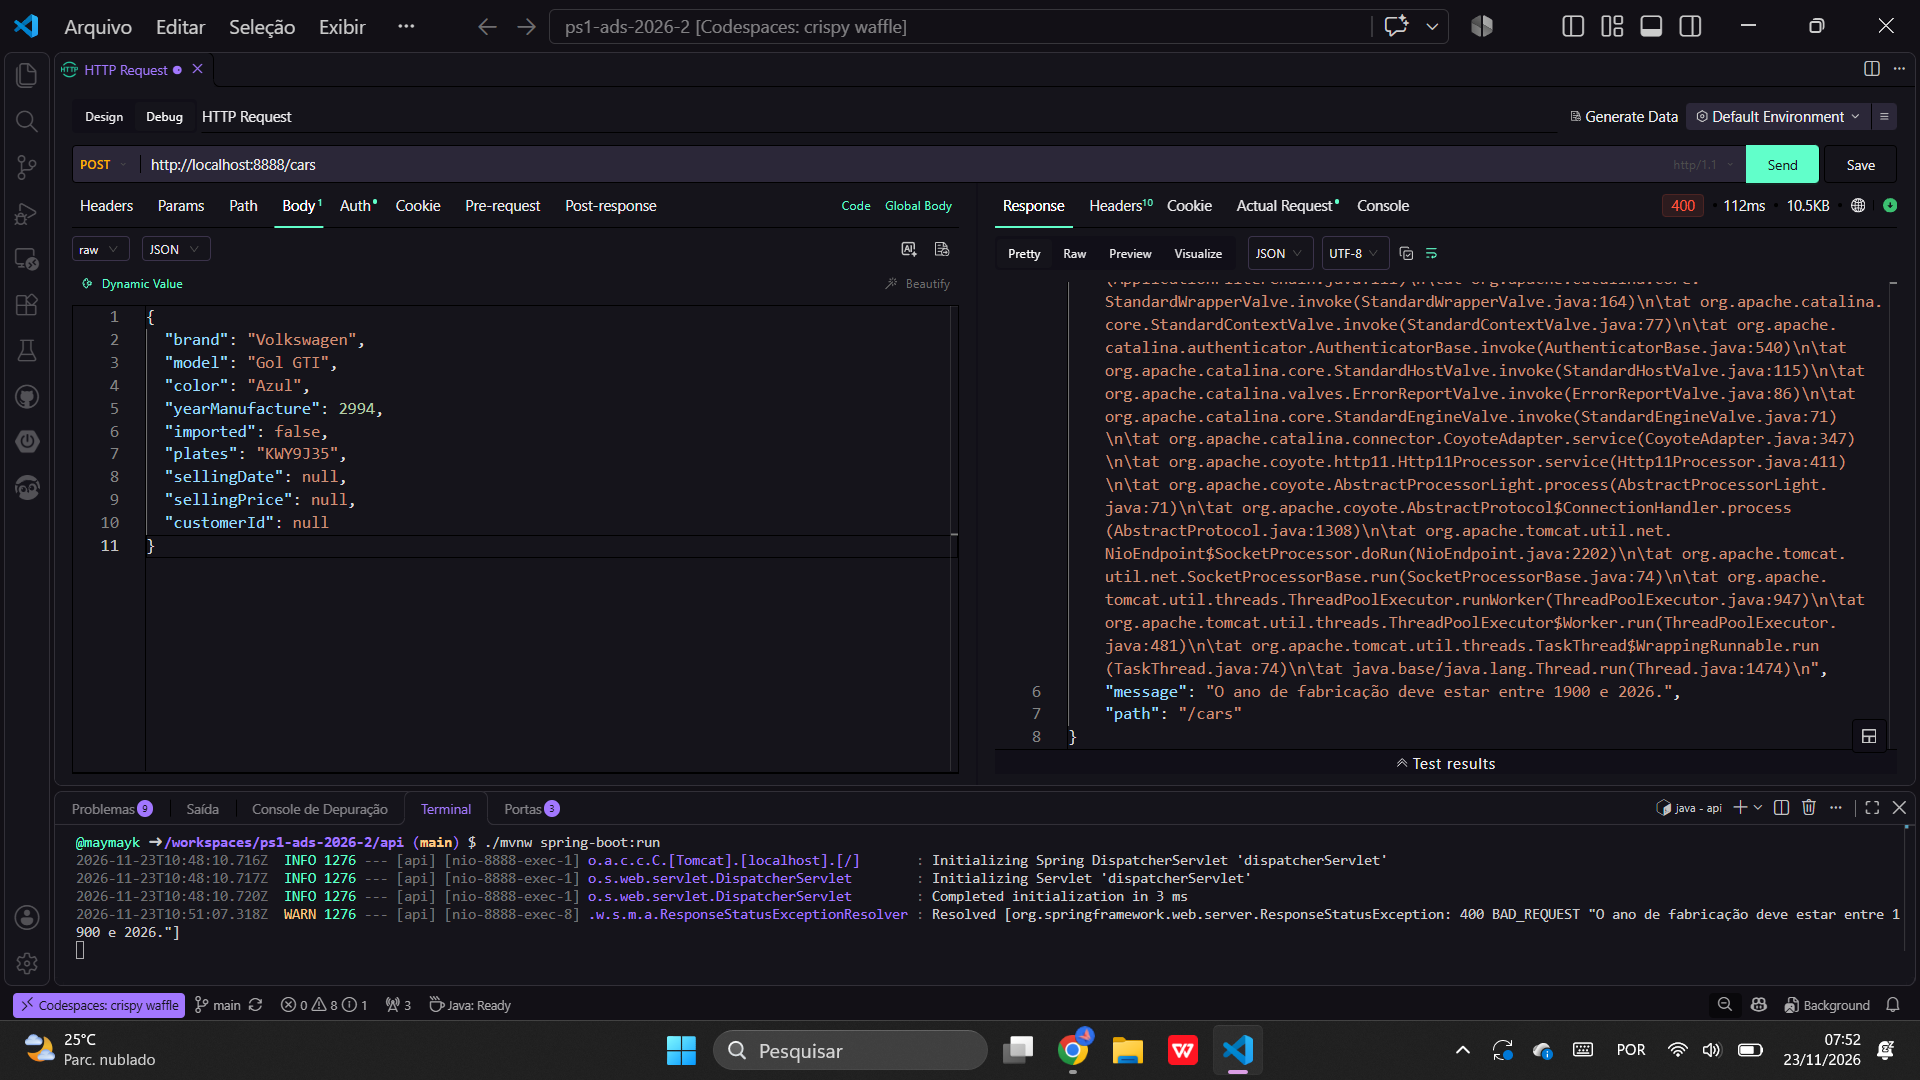 Arquivo Editar Seleção Exibir ···
ps1-ads-2026-2 [Codespaces: crispy waffle]
HTTP Request
Design Debug HTTP Request
Generate Data Default Environment
POST http://localhost:8888/cars http/1.1 Send Save
Headers Params Path Body 1 Auth Cookie Pre-request Post-response Code Global Body
Response Headers 10 Cookie Actual Request Console 400 112ms 10.5KB
raw JSON
Pretty Raw Preview Visualize JSON UTF-8
Dynamic Value Beautify
1 {
2 "brand": "Volkswagen",
3 "model": "Gol GTI",
4 "color": "Azul",
5 "yearManufacture": 2994,
6 "imported": false,
7 "plates": "KWY9J35",
8 "sellingDate": null,
9 "sellingPrice": null,
10 "customerId": null
11 }
StandardWrapperValve.invoke(StandardWrapperValve.java:164)\n\tat org.apache.catalina.
core.StandardContextValve.invoke(StandardContextValve.java:77)\n\tat org.apache.
catalina.authenticator.AuthenticatorBase.invoke(AuthenticatorBase.java:540)\n\tat
org.apache.catalina.core.StandardHostValve.invoke(StandardHostValve.java:115)\n\tat
org.apache.catalina.valves.ErrorReportValve.invoke(ErrorReportValve.java:86)\n\tat
org.apache.catalina.core.StandardEngineValve.invoke(StandardEngineValve.java:71)
\n\tat org.apache.catalina.connector.CoyoteAdapter.service(CoyoteAdapter.java:347)
\n\tat org.apache.coyote.http11.Http11Processor.service(Http11Processor.java:411)
\n\tat org.apache.coyote.AbstractProcessorLight.process(AbstractProcessorLight.
java:71)\n\tat org.apache.coyote.AbstractProtocol$ConnectionHandler.process
(AbstractProtocol.java:1308)\n\tat org.apache.tomcat.util.net.
NioEndpoint$SocketProcessor.doRun(NioEndpoint.java:2202)\n\tat org.apache.tomcat.
util.net.SocketProcessorBase.run(SocketProcessorBase.java:74)\n\tat org.apache.
tomcat.util.threads.ThreadPoolExecutor.runWorker(ThreadPoolExecutor.java:947)\n\tat
org.apache.tomcat.util.threads.ThreadPoolExecutor$Worker.run(ThreadPoolExecutor.
java:481)\n\tat org.apache.tomcat.util.threads.TaskThread$WrappingRunnable.run
(TaskThread.java:74)\n\tat java.base/java.lang.Thread.run(Thread.java:1474)\n",
6 "message": "O ano de fabricação deve estar entre 1900 e 2026.",
7 "path": "/cars"
8 }
Test results
Problemas 9 Saída Console de Depuração Terminal Portas 3 java - api
@maymayk ➜/workspaces/ps1-ads-2026-2/api (main) $ ./mvnw spring-boot:run
2026-11-23T10:48:10.716Z INFO 1276 --- [api] [nio-8888-exec-1] o.a.c.c.C.[Tomcat].[localhost].[/] : Initializing Spring DispatcherServlet 'dispatcherServlet'
2026-11-23T10:48:10.717Z INFO 1276 --- [api] [nio-8888-exec-1] o.s.web.servlet.DispatcherServlet : Initializing Servlet 'dispatcherServlet'
2026-11-23T10:48:10.720Z INFO 1276 --- [api] [nio-8888-exec-1] o.s.web.servlet.DispatcherServlet : Completed initialization in 3 ms
2026-11-23T10:51:07.318Z WARN 1276 --- [api] [nio-8888-exec-8] .w.s.m.a.ResponseStatusExceptionResolver : Resolved [org.springframework.web.server.ResponseStatusException: 400 BAD_REQUEST "O ano de fabricação deve estar entre 1
900 e 2026."]
Codespaces: crispy waffle main 0 8 1 3 Java: Ready Background
25°C
Parc. nublado
Pesquisar
POR
07:52
23/11/2026